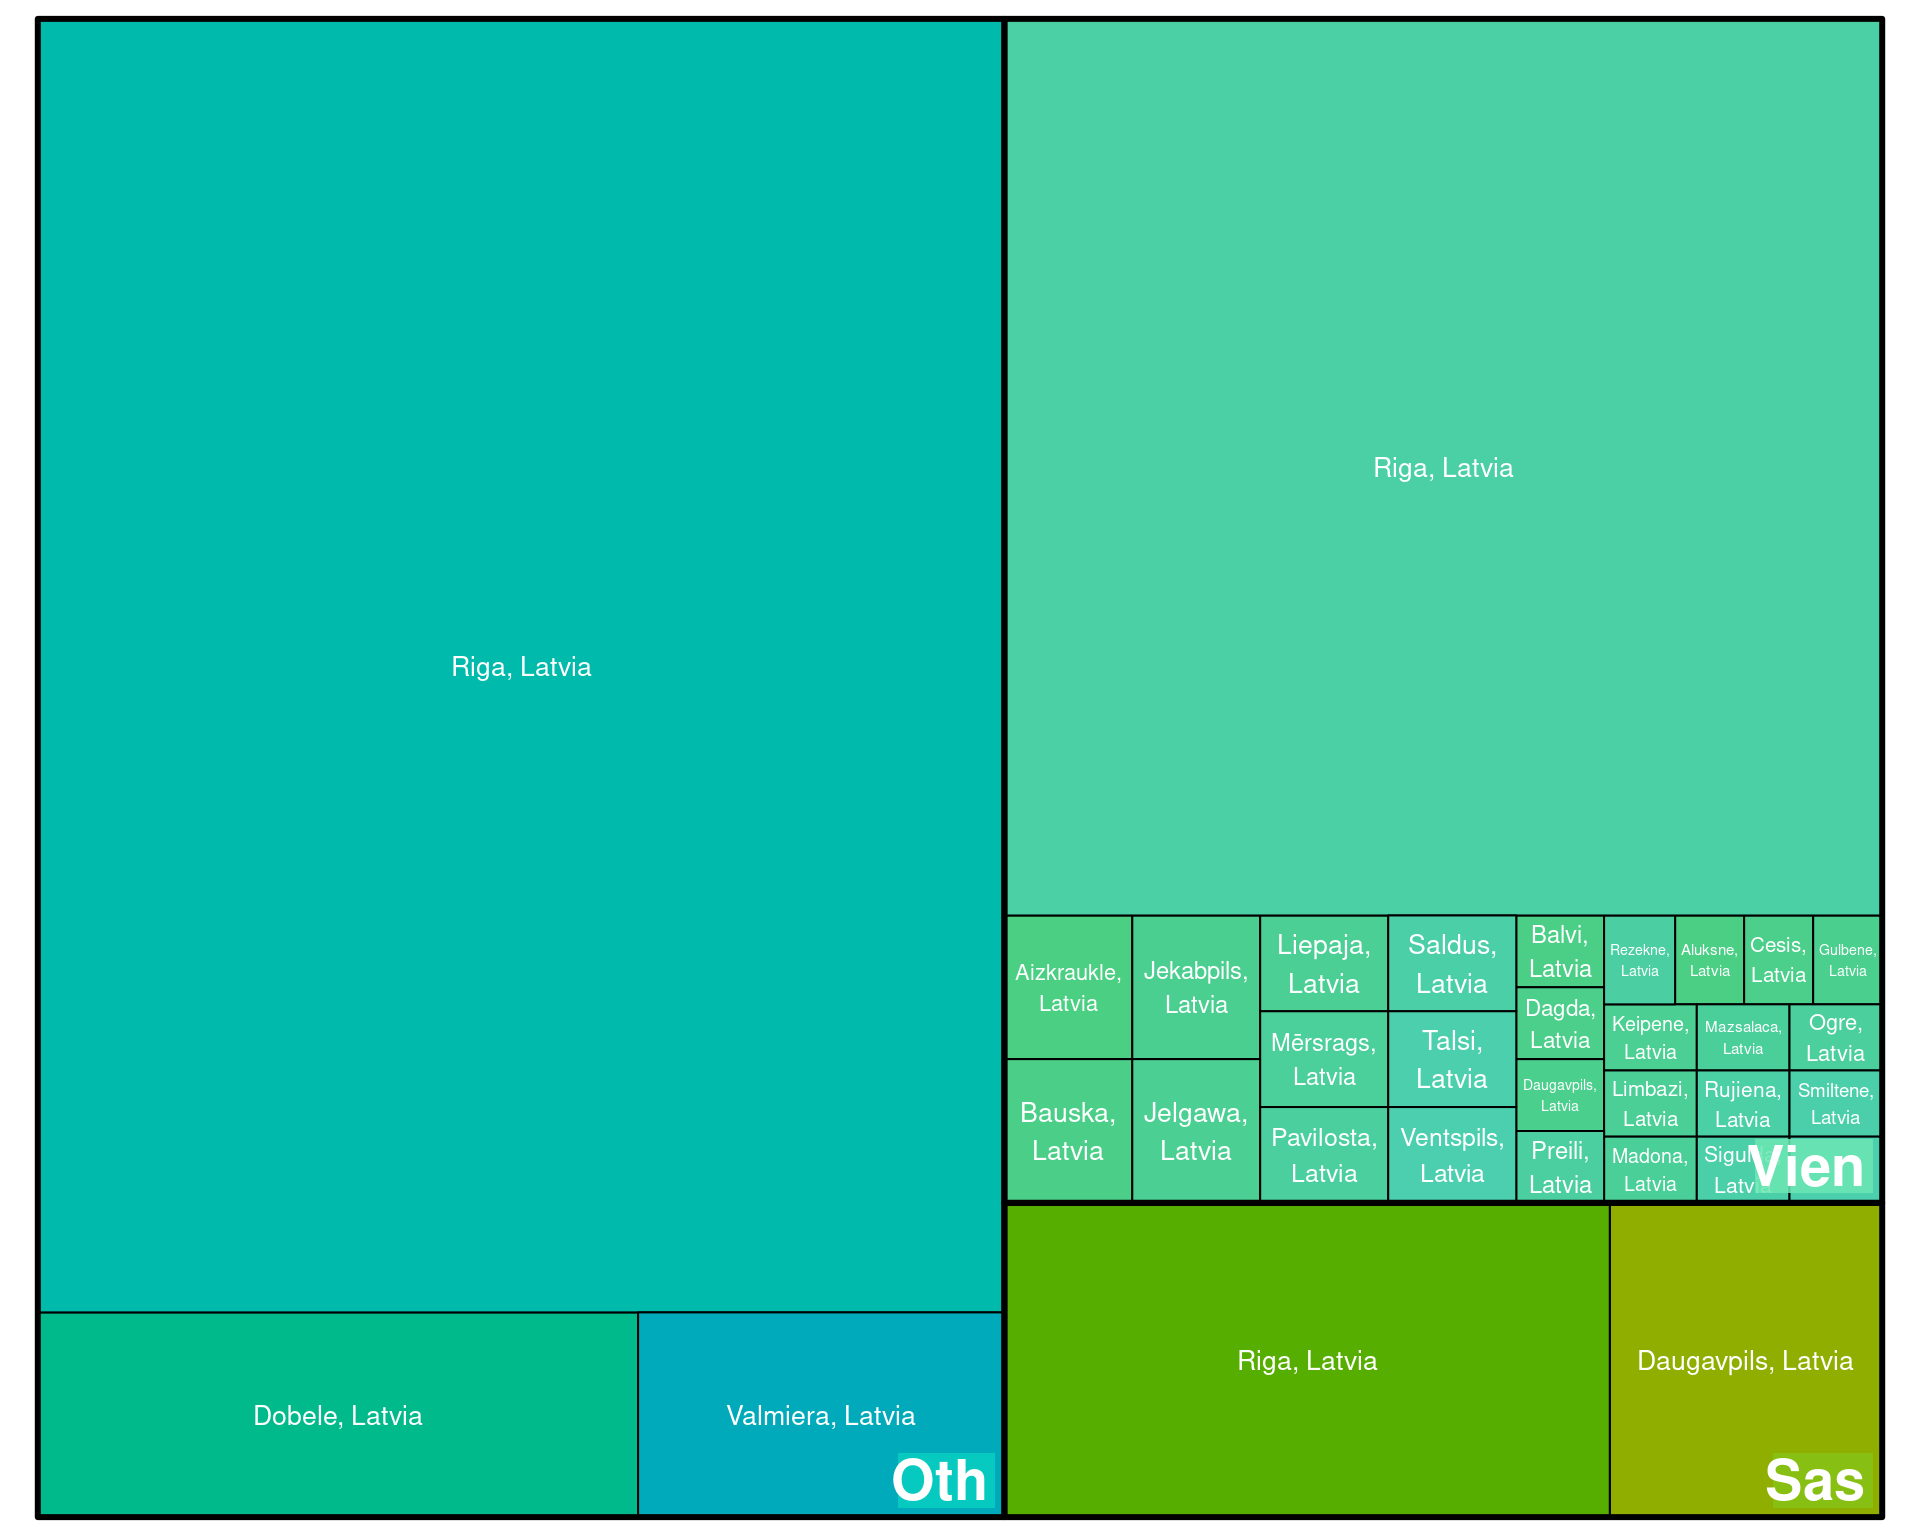 Riga, Latvia
Dobele, Latvia
Valmiera, Latvia
Oth
Riga, Latvia
Aizkraukle,
Latvia
Bauska,
Latvia
Jekabpils,
Latvia
Jelgawa,
Latvia
Liepaja,
Latvia
Mērsrags,
Latvia
Pavilosta,
Latvia
Saldus,
Latvia
Talsi,
Latvia
Ventspils,
Latvia
Balvi,
Latvia
Dagda,
Latvia
Daugavpils,
Latvia
Preili,
Latvia
Rezekne,
Latvia
Aluksne,
Latvia
Cesis,
Latvia
Gulbene,
Latvia
Keipene,
Latvia
Limbazi,
Latvia
Madona,
Latvia
Mazsalaca,
Latvia
Rujiena,
Latvia
Ogre,
Latvia
Smiltene,
Latvia
Vien
Riga, Latvia
Daugavpils, Latvia
Sas